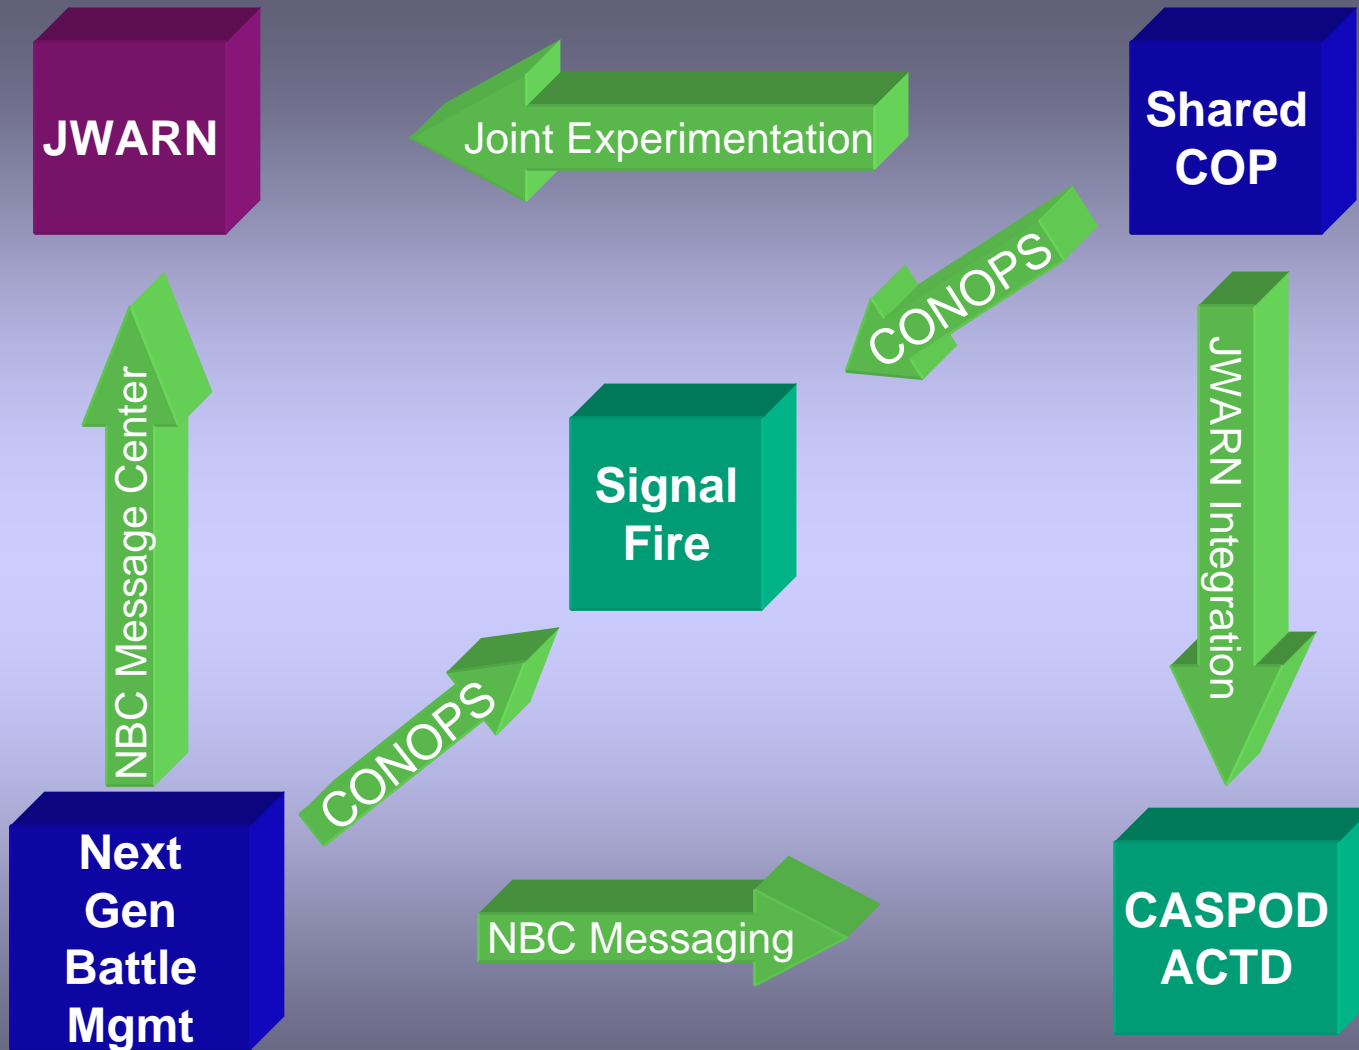 JWARN
Joint Experimentation
Shared
COP
CONOPS
NBC Message Center
Signal
Fire
JWARN Integration
CONOPS
Next
Gen
Battle
Mgmt
NBC Messaging
CASPOD
ACTD